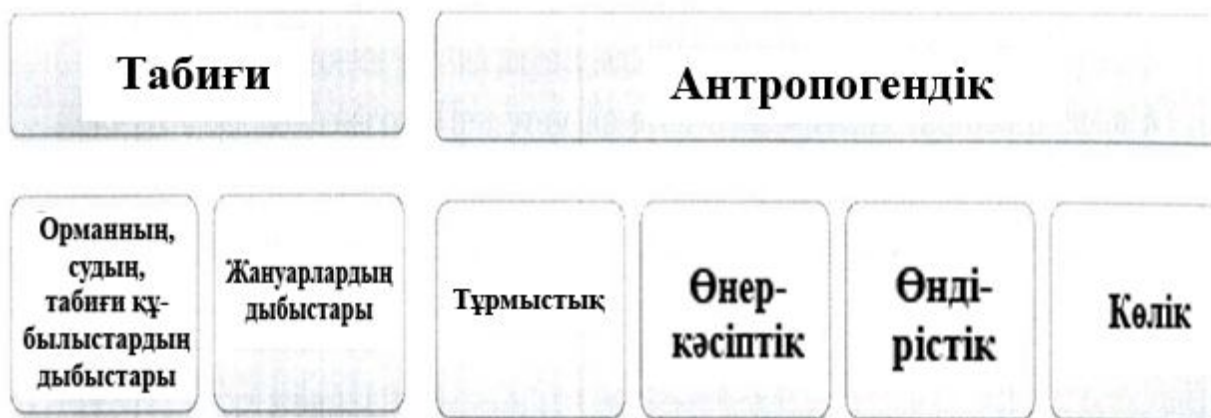 Табиғи
Антропогендік
Орманның,
судың,
табиғи құ-
былыстардың
дыбыстары
Жануарлардың
дыбыстары
Тұрмыстық
Өнер-
кәсіптік
Өнді-
рістік
Көлік